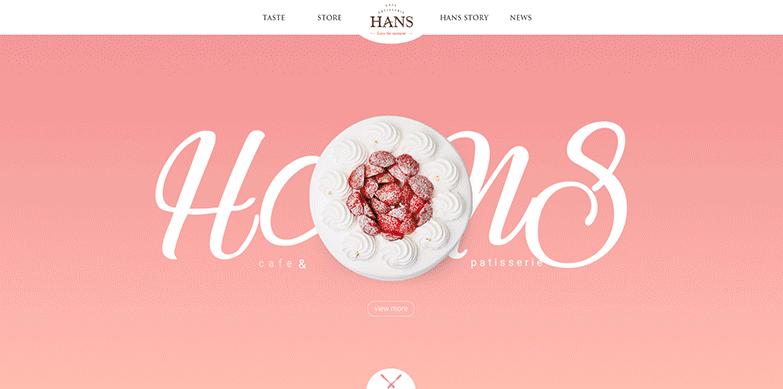 TASTE
STORE
CAFE
PATISSERIE
HANS
Love the moment
HANS STORY
NEWS
HANS
cafe &
patisserie
view more